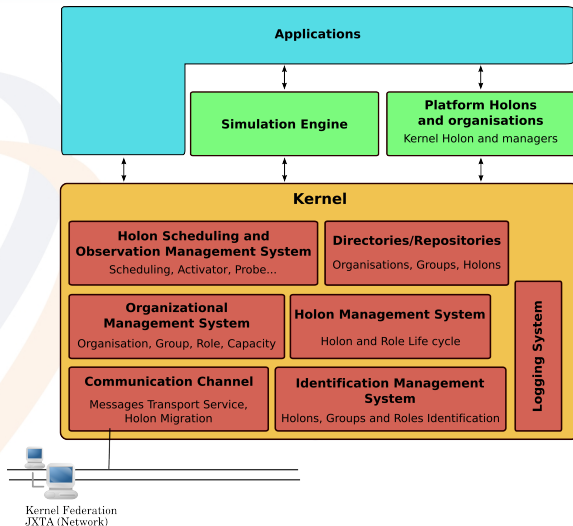 Applications
Simulation Engine
Platform Holons
and organisations
Kernel Holon and managers
Kernel
Holon Scheduling and
Observation Management System
Scheduling, Activator, Probe...
Directories/Repositories
Organisations, Groups, Holons
Organizational
Management System
Organisation, Group, Role, Capacity
Holon Management System
Holon and Role Life cycle
Logging System
Communication Channel
Messages Transport Service,
Holon Migration
Identification Management
System
Holons, Groups and Roles Identification
Kernel Federation
JXTA (Network)